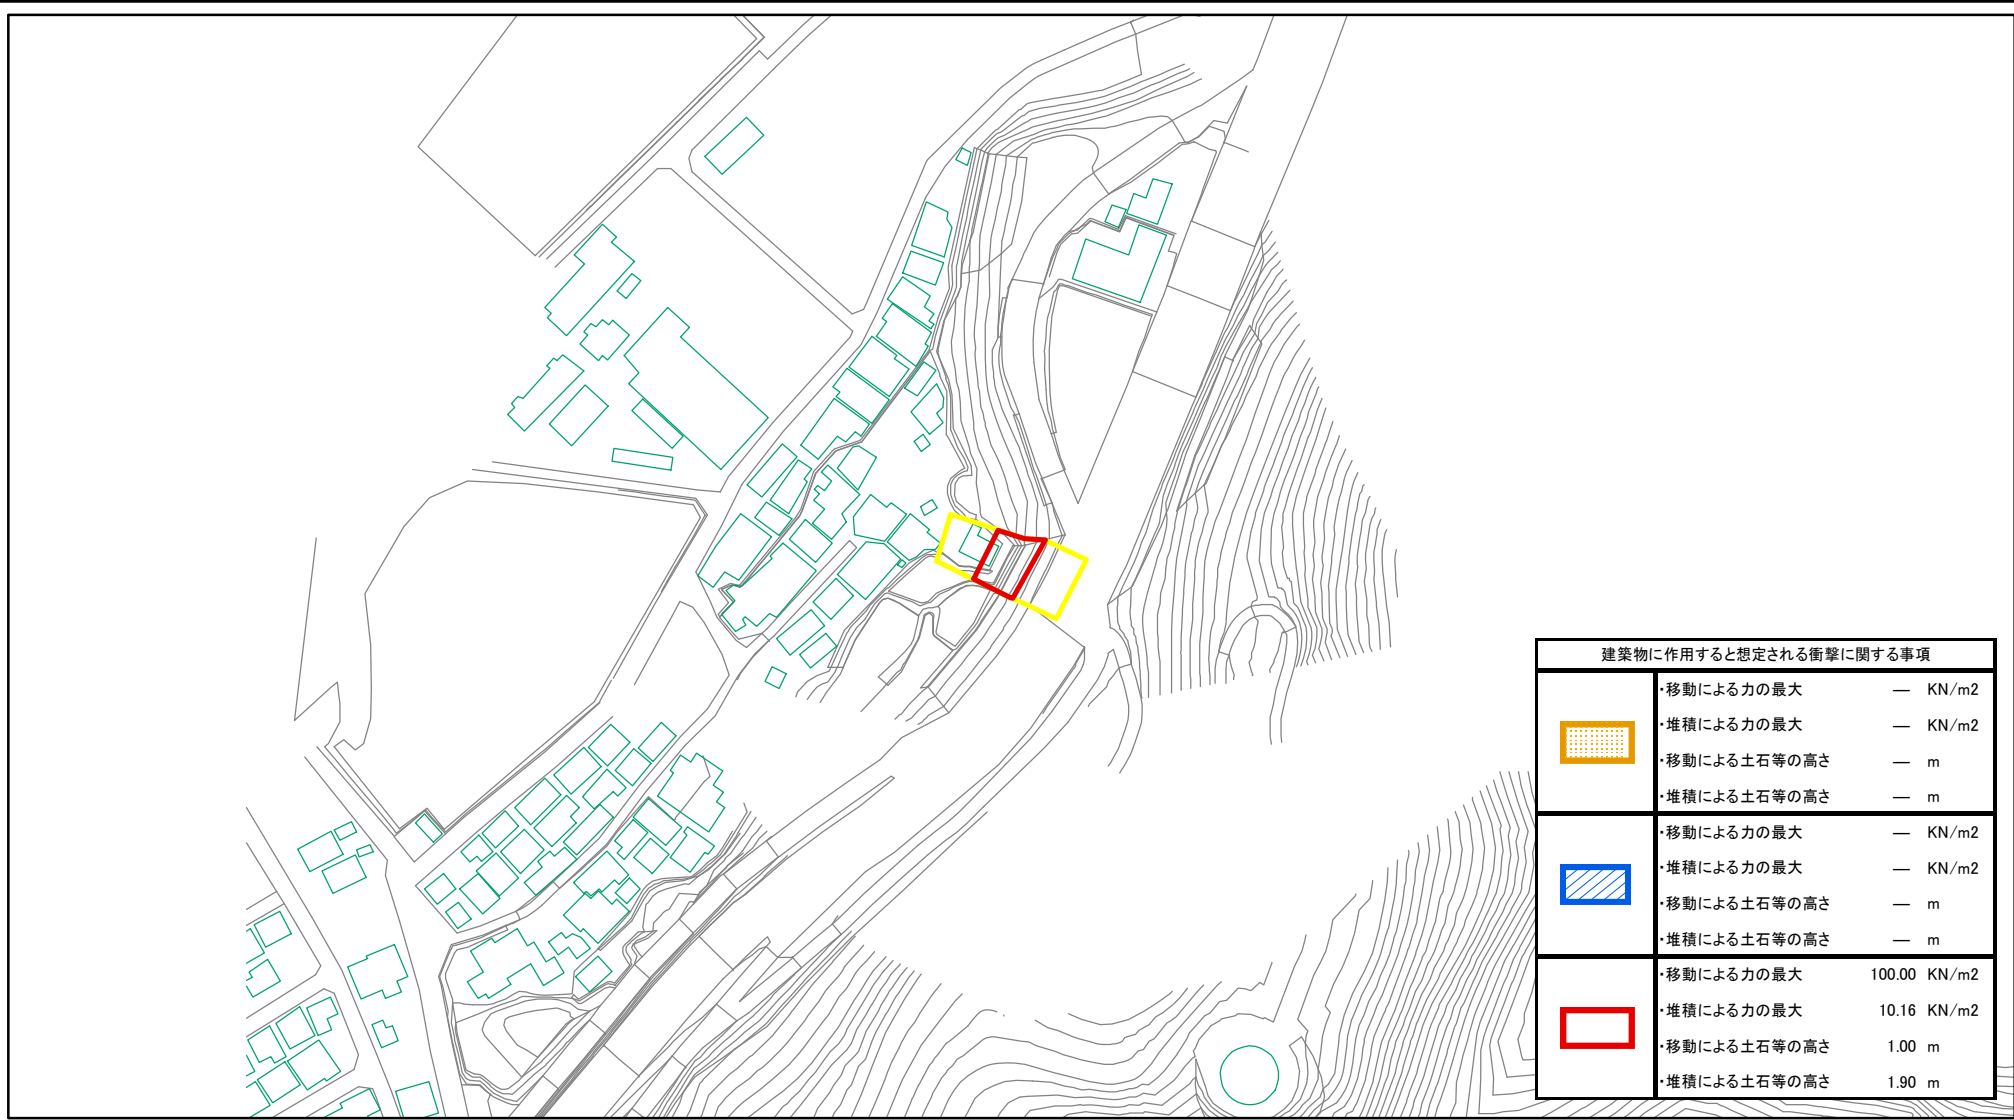 建築物に作用すると想定される衝撃に関する事項
・移動による力の最大 ― KN/m2
・堆積による力の最大 ― KN/m2
・移動による土石等の高さ ― m
・堆積による土石等の高さ ― m
・移動による力の最大 ― KN/m2
・堆積による力の最大 ― KN/m2
・移動による土石等の高さ ― m
・堆積による土石等の高さ ― m
・移動による力の最大 100.00 KN/m2
・堆積による力の最大 10.16 KN/m2
・移動による土石等の高さ 1.00 m
・堆積による土石等の高さ 1.90 m